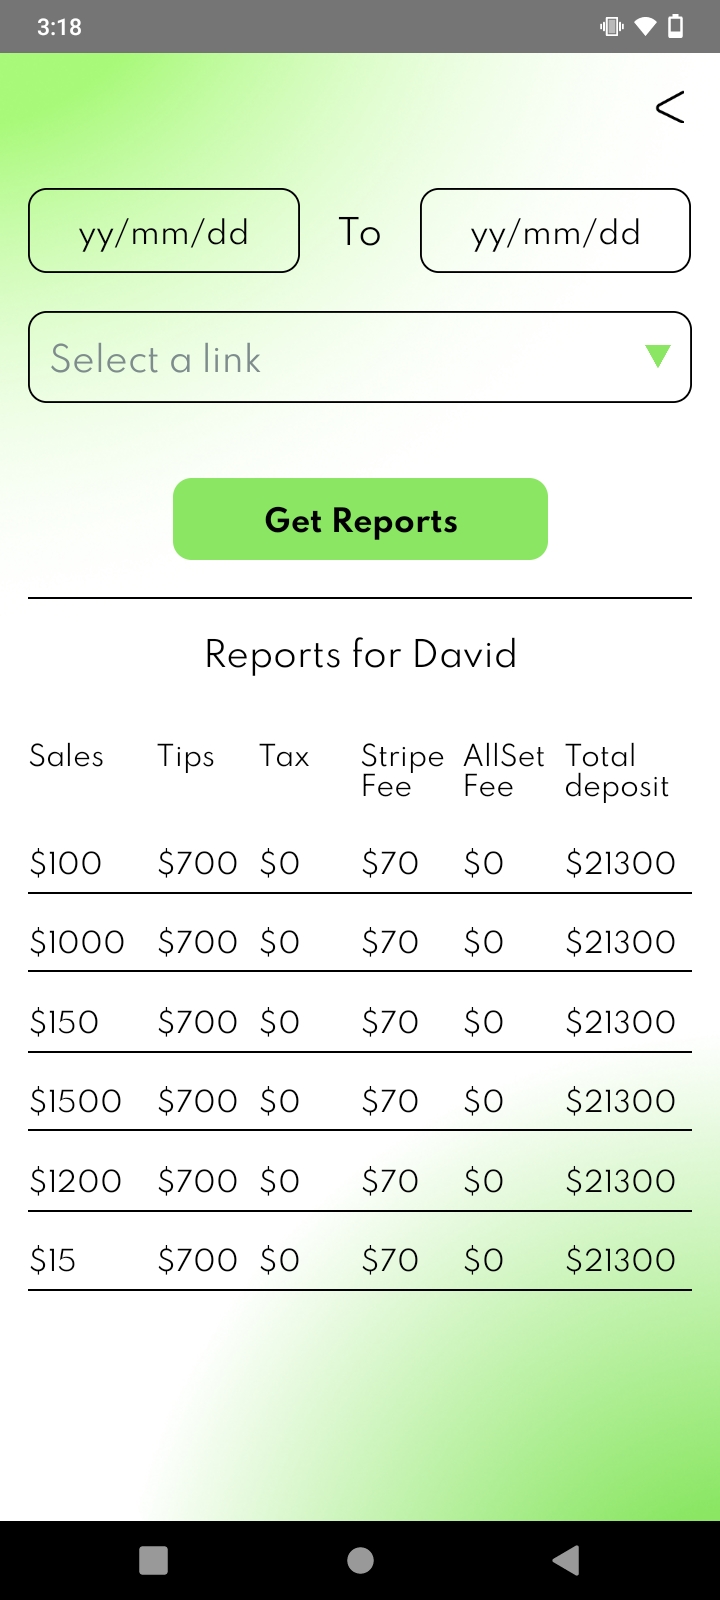 3:18
<
yy/mm/dd To yy/mm/dd
Select a link
Get Reports
Reports for David
Sales Tips Tax Stripe Fee AllSet Fee Total deposit
$100 $700 $0 $70 $0 $21300
$1000 $700 $0 $70 $0 $21300
$150 $700 $0 $70 $0 $21300
$1500 $700 $0 $70 $0 $21300
$1200 $700 $0 $70 $0 $21300
$15 $700 $0 $70 $0 $21300